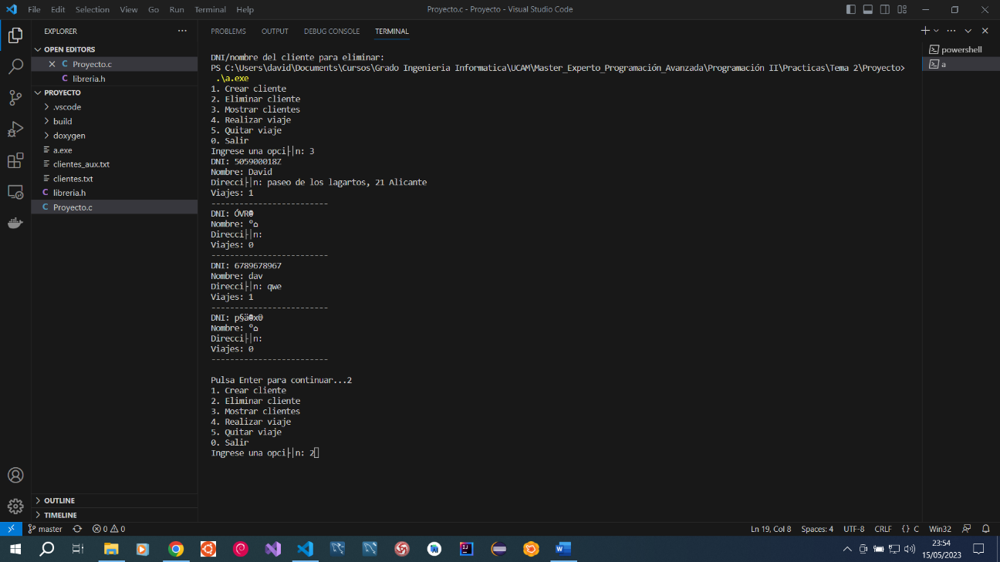 File Edit Selection View Go Run Terminal Help
Proyecto.c - Proyecto - Visual Studio Code
EXPLORER
OPEN EDITORS
C Proyecto.c
C libreria.h
PROYECTO
.vscode
build
doxygen
a.exe
clientes_aux.txt
clientes.txt
C libreria.h
C Proyecto.c
OUTLINE
TIMELINE
PROBLEMS OUTPUT DEBUG CONSOLE TERMINAL
DNI/nombre del cliente para eliminar:
PS C:\Users\david\Documents\Cursos\Grado Ingenieria Informatica\UCAM\Master_Experto_Programación_Avanzada\Programación II\Practicas\Tema 2\Proyecto>
.\a.exe
1. Crear cliente
2. Eliminar cliente
3. Mostrar clientes
4. Realizar viaje
5. Quitar viaje
0. Salir
Ingrese una opci├│n: 3
DNI: 505900018Z
Nombre: David
Direcci├│n: paseo de los lagartos, 21 Alicante
Viajes: 1
-------------------------
DNI:
Nombre: º⌂
Direcci├│n:
Viajes: 0
-------------------------
DNI: 6789678967
Nombre: dav
Direcci├│n: qwe
Viajes: 1
-------------------------
DNI:
Nombre: º⌂
Direcci├│n:
Viajes: 0
-------------------------
Pulsa Enter para continuar...2
1. Crear cliente
2. Eliminar cliente
3. Mostrar clientes
4. Realizar viaje
5. Quitar viaje
0. Salir
Ingrese una opci├│n: 2
powershell
a
master
0 0
Ln 19, Col 8 Spaces: 4 UTF-8 CRLF {} C Win32
23:54
15/05/2023